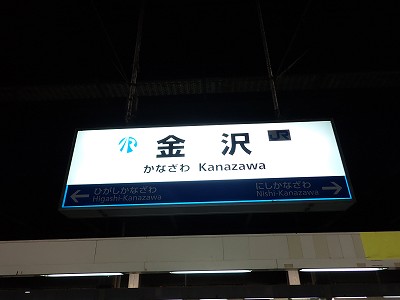 金沢 JR
かなざわ Kanazawa
← ひがしかなざわ
Higashi-Kanazawa
にしかなざわ →
Nishi-Kanazawa